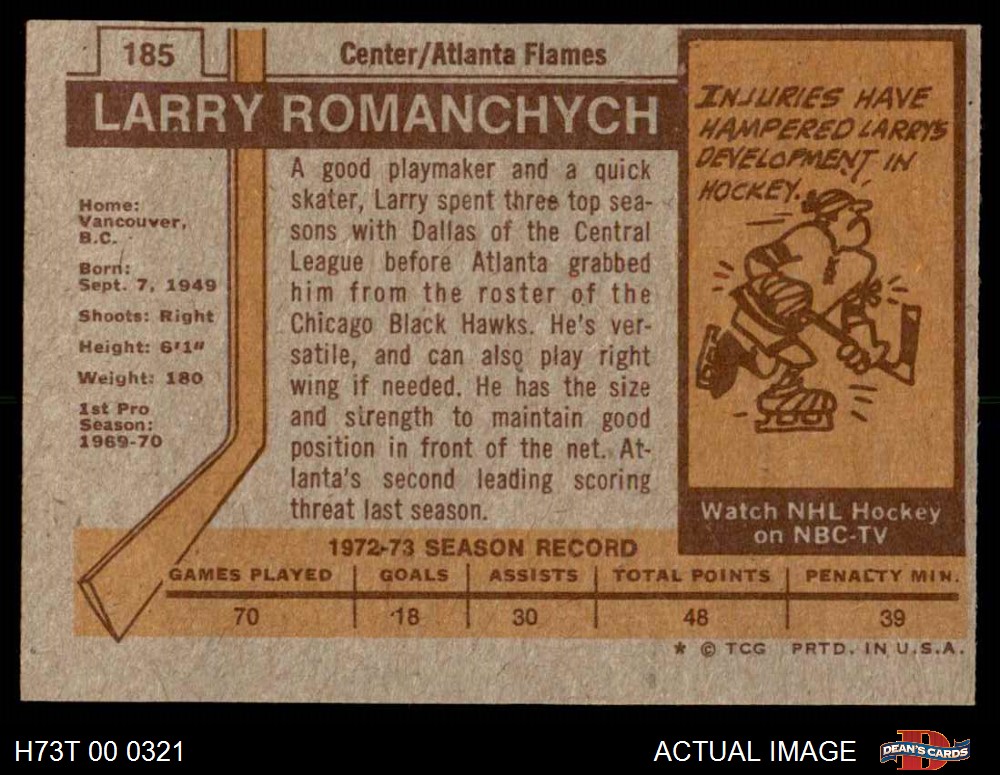 185
Center/Atlanta Flames
LARRY ROMANCHYCH
Home:
Vancouver,
B.C.
Born:
Sept. 7, 1949
Shoots: Right
Height: 6'1"
Weight: 180
1st Pro
Season:
1969-70
A good playmaker and a quick
skater, Larry spent three top sea-
sons with Dallas of the Central
League before Atlanta grabbed
him from the roster of the
Chicago Black Hawks. He's ver-
satile, and can also play right
wing if needed. He has the size
and strength to maintain good
position in front of the net. At-
lanta's second leading scoring
threat last season.
INJURIES HAVE
HAMPERED LARRY'S
DEVELOPMENT IN
HOCKEY.
Watch NHL Hockey
on NBC-TV
1972-73 SEASON RECORD
GAMES PLAYED GOALS ASSISTS TOTAL POINTS PENALTY MIN.
70 18 30 48 39
* © TCG PRTD. IN U.S.A.
H73T 00 0321
ACTUAL IMAGE
D
DEAN'S CARDS